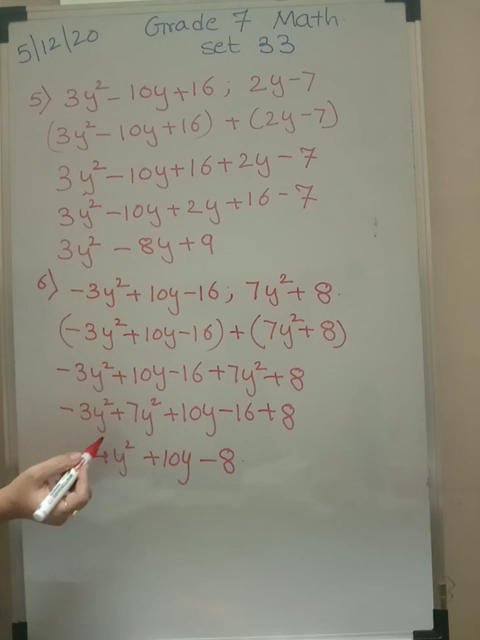 5/12/20
Grade 7 Math
set 33
5) 3y² - 10y + 16 ; 2y - 7
(3y² - 10y + 16) + (2y - 7)
3y² - 10y + 16 + 2y - 7
3y² - 10y + 2y + 16 - 7
3y² - 8y + 9
6) -3y² + 10y - 16 ; 7y² + 8.
(-3y² + 10y - 16) + (7y² + 8)
-3y² + 10y - 16 + 7y² + 8
-3y² + 7y² + 10y - 16 + 8
4y² + 10y - 8